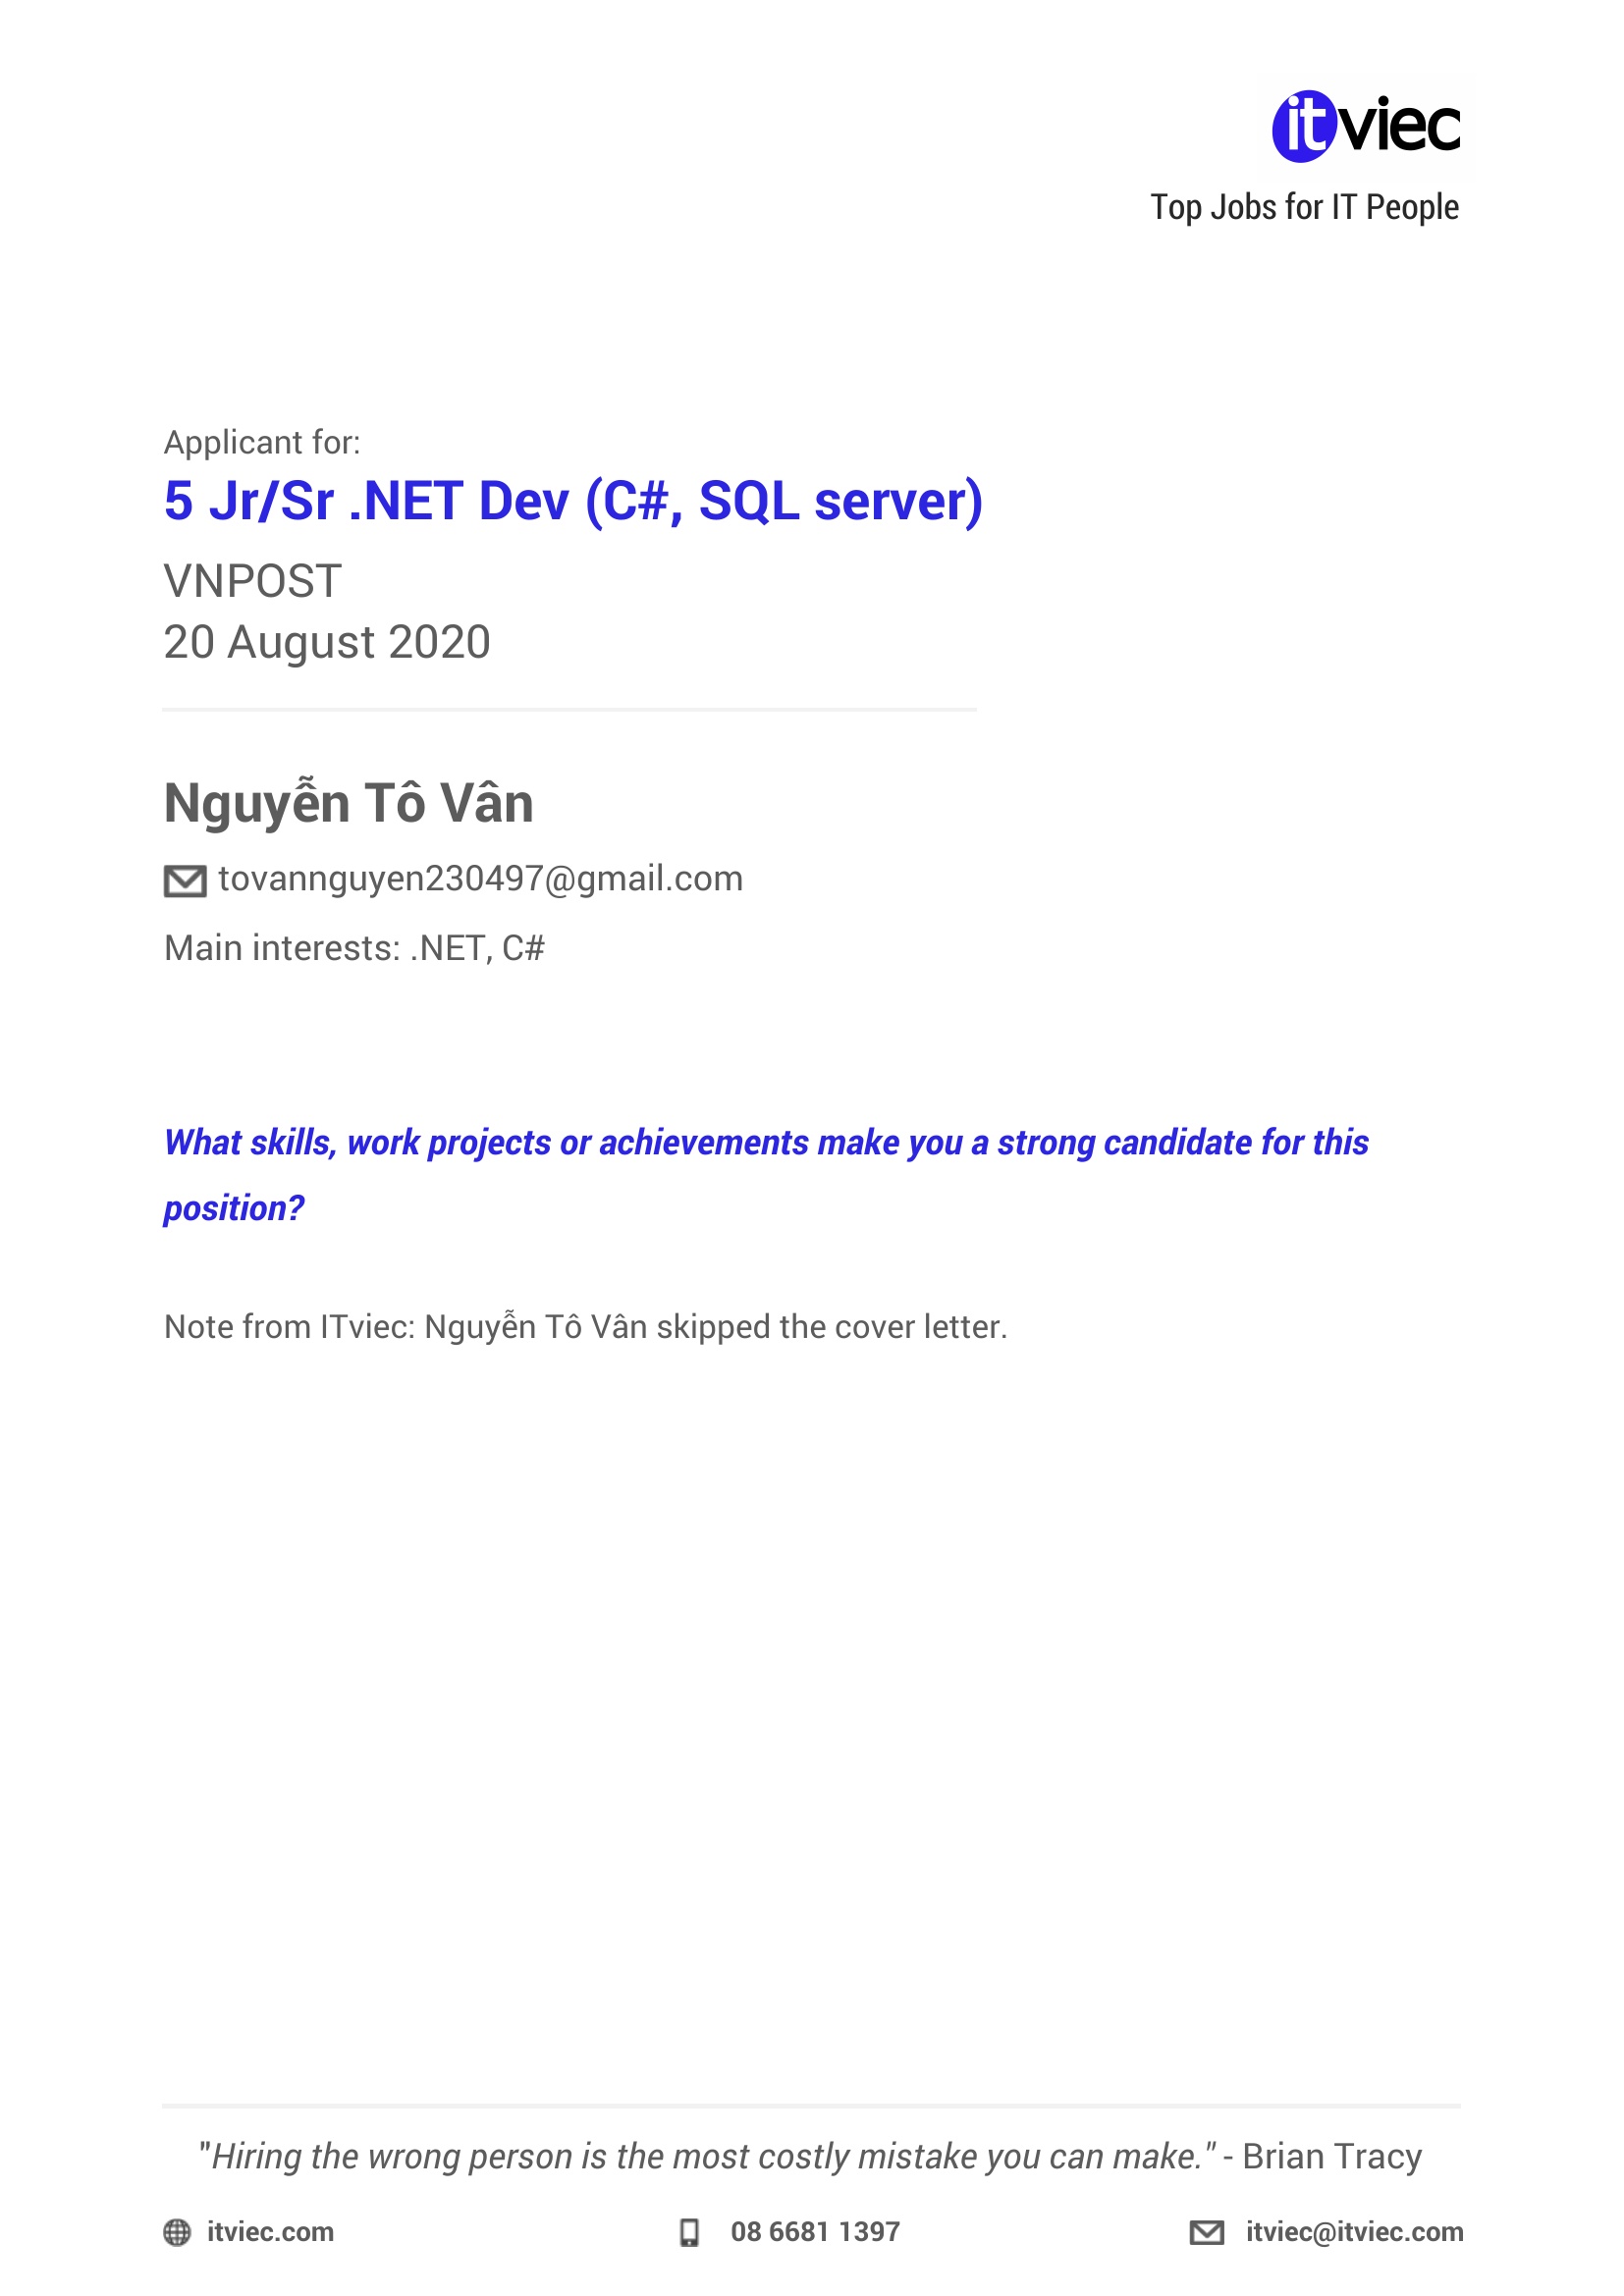 itviec
Top Jobs for IT People
Applicant for:
5 Jr/Sr .NET Dev (C#, SQL server)
VNPOST
20 August 2020
Nguyễn Tô Vân
tovannguyen230497@gmail.com
Main interests: .NET, C#
What skills, work projects or achievements make you a strong candidate for this
position?
Note from ITviec: Nguyễn Tô Vân skipped the cover letter.
"Hiring the wrong person is the most costly mistake you can make." - Brian Tracy
itviec.com 08 6681 1397 itviec@itviec.com